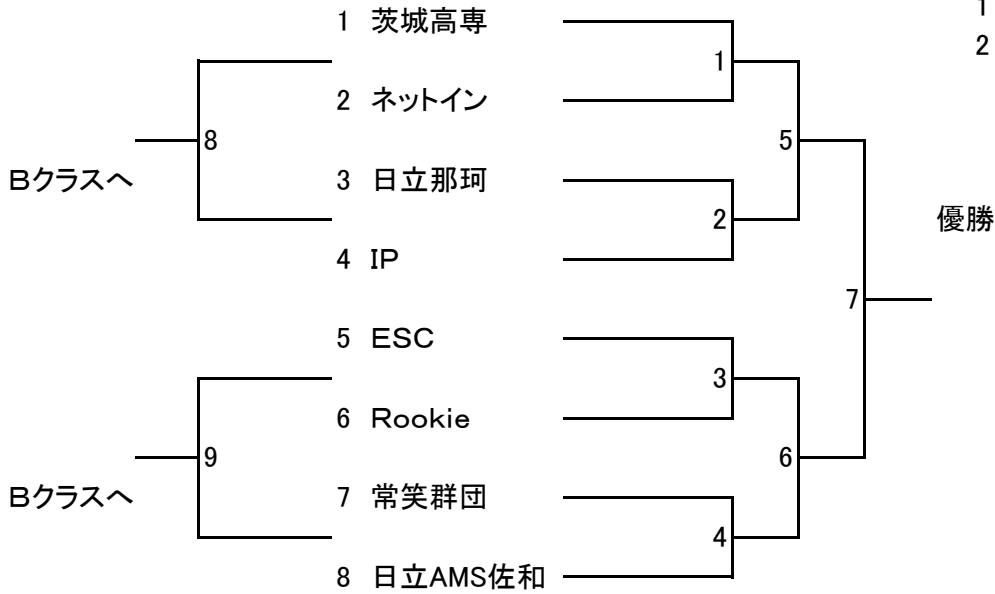 1
2
1 茨城高専
1
2 ネットイン
8
5
Bクラスへ
3 日立那珂
2
優勝
4 IP
7
5 ESC
3
6 Rookie
9
6
Bクラスへ
7 常笑群団
4
8 日立AMS佐和